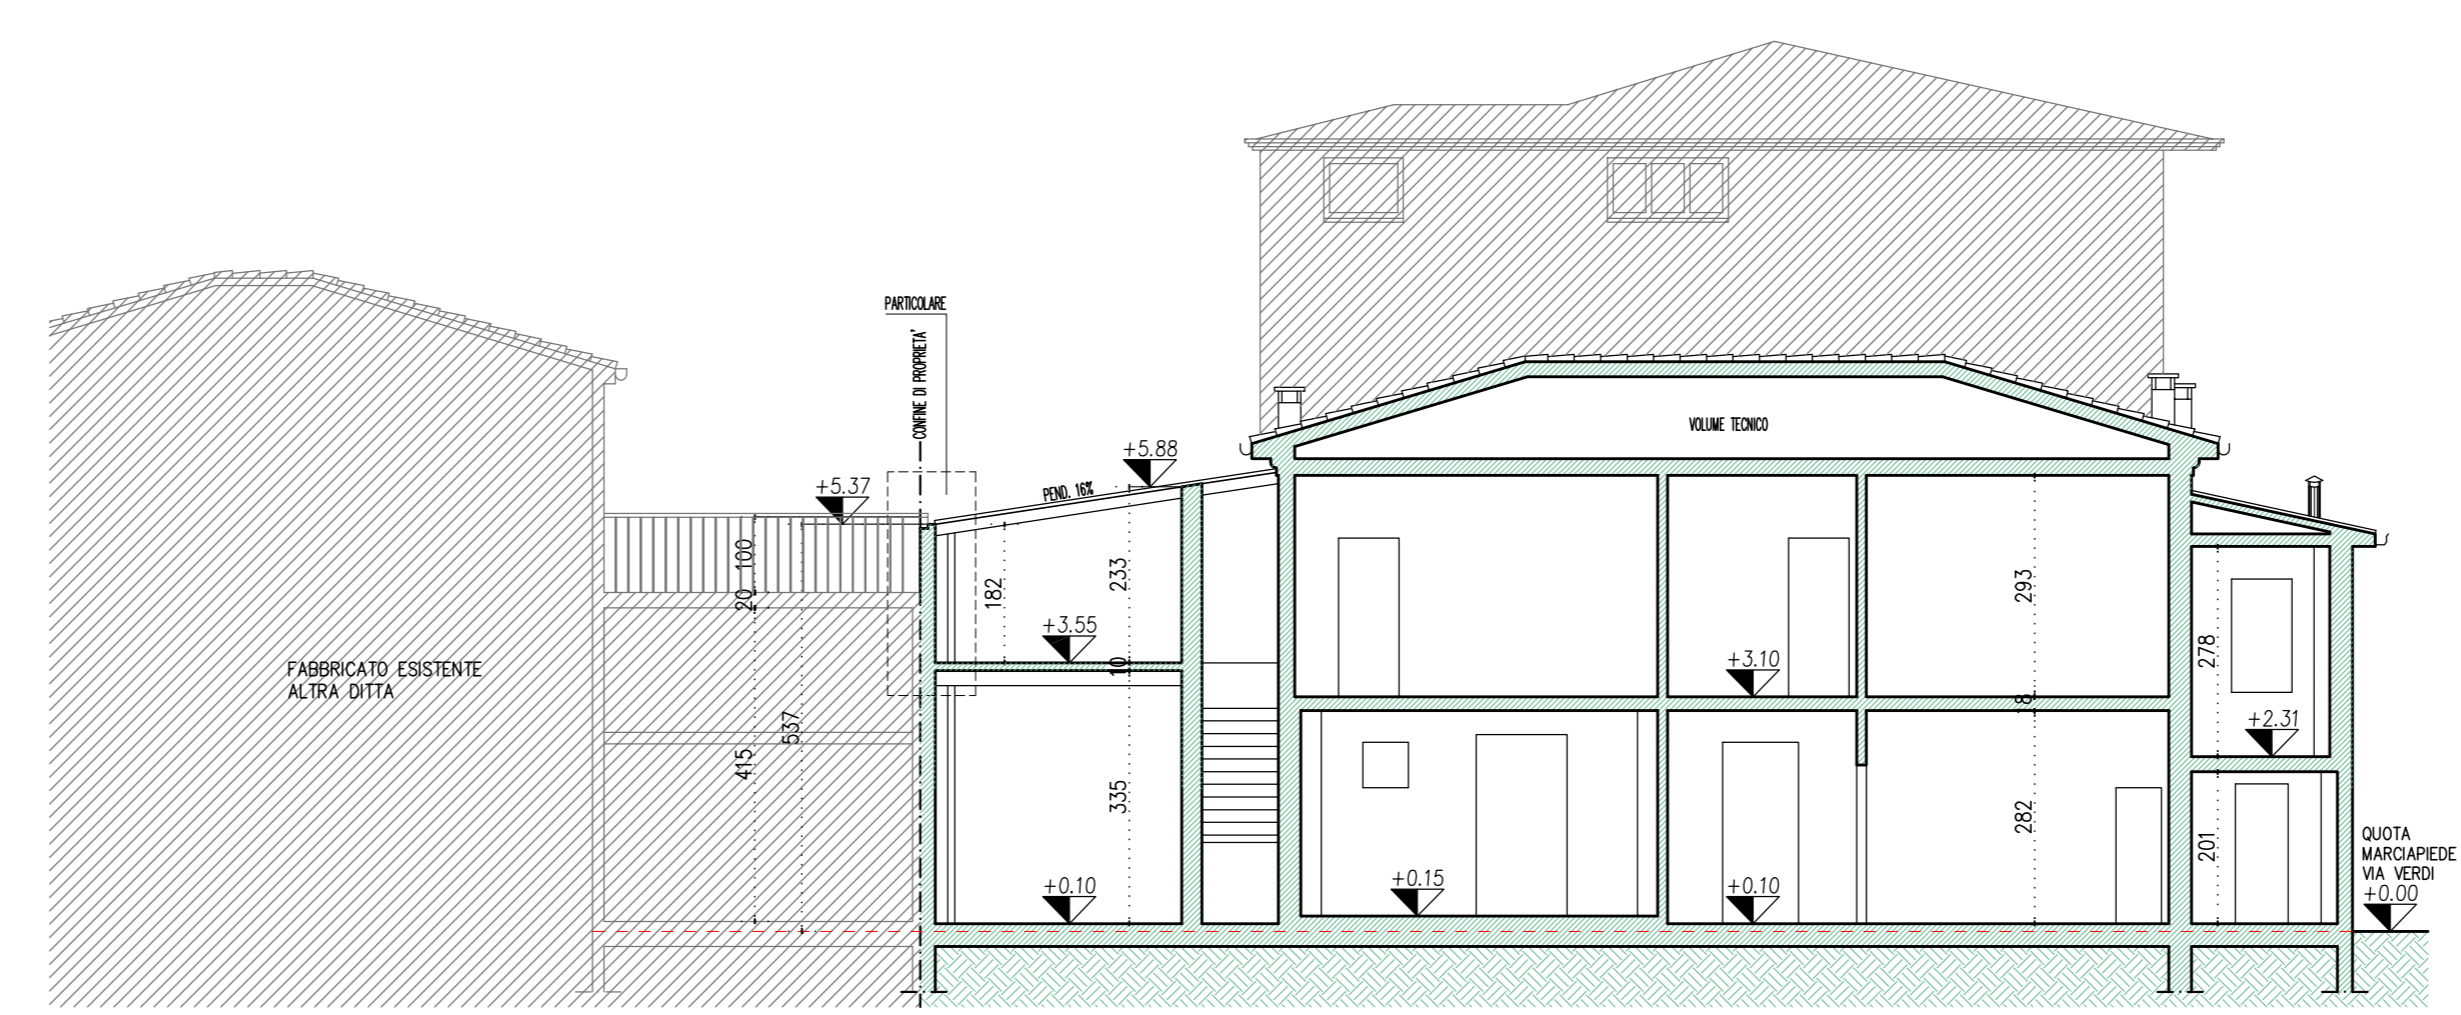 PARTICOLARE
CONFINE DI PROPRIETA'
VOLUME TECNICO
+5.88
+5.37
PEND. 16%
100
20
182
233
293
+3.55
10
+3.10
278
FABBRICATO ESISTENTE
ALTRA DITTA
18
+2.31
537
415
335
282
201
QUOTA
MARCIAPIEDE
VIA VERDI
+0.00
+0.10
+0.15
+0.10